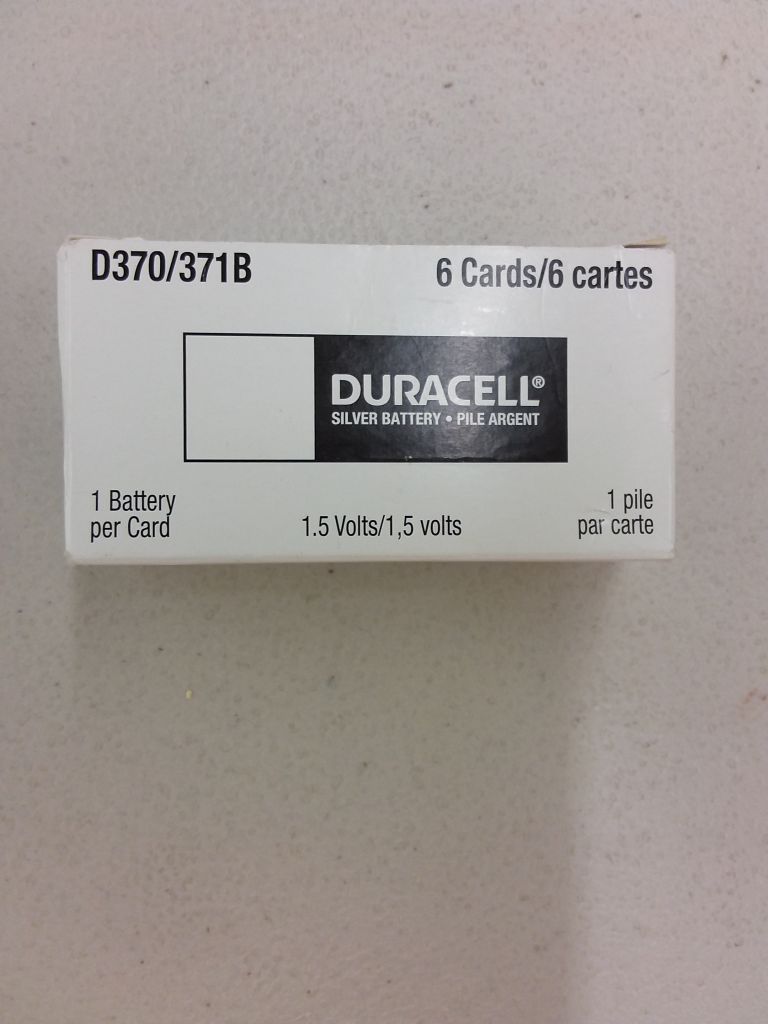 D370/371B
6 Cards/6 cartes
DURACELL®
SILVER BATTERY • PILE ARGENT
1 Battery
per Card
1.5 Volts/1,5 volts
1 pile
par carte